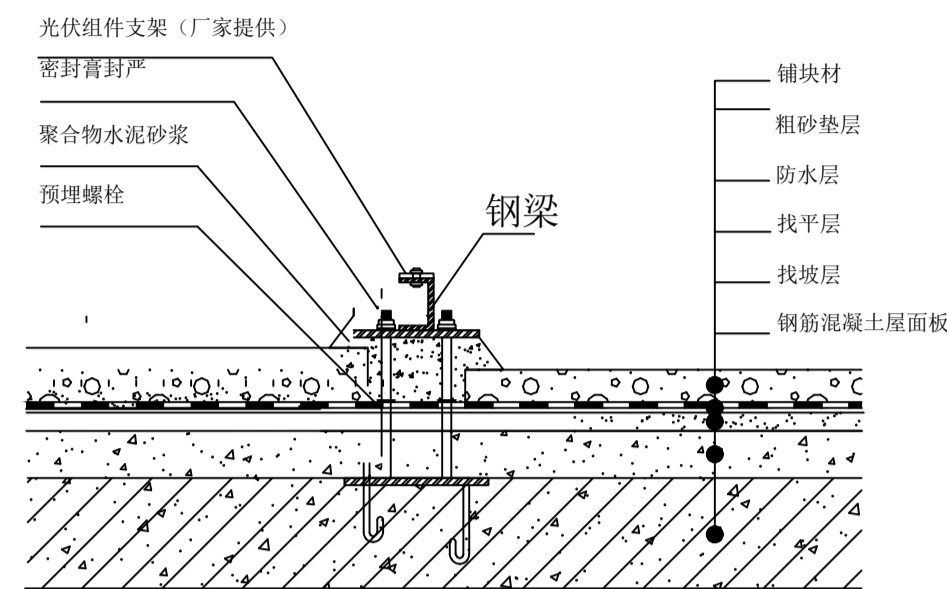 光伏组件支架（厂家提供）
密封膏封严
聚合物水泥砂浆
预埋螺栓
钢梁
铺块材
粗砂垫层
防水层
找平层
找坡层
钢筋混凝土屋面板